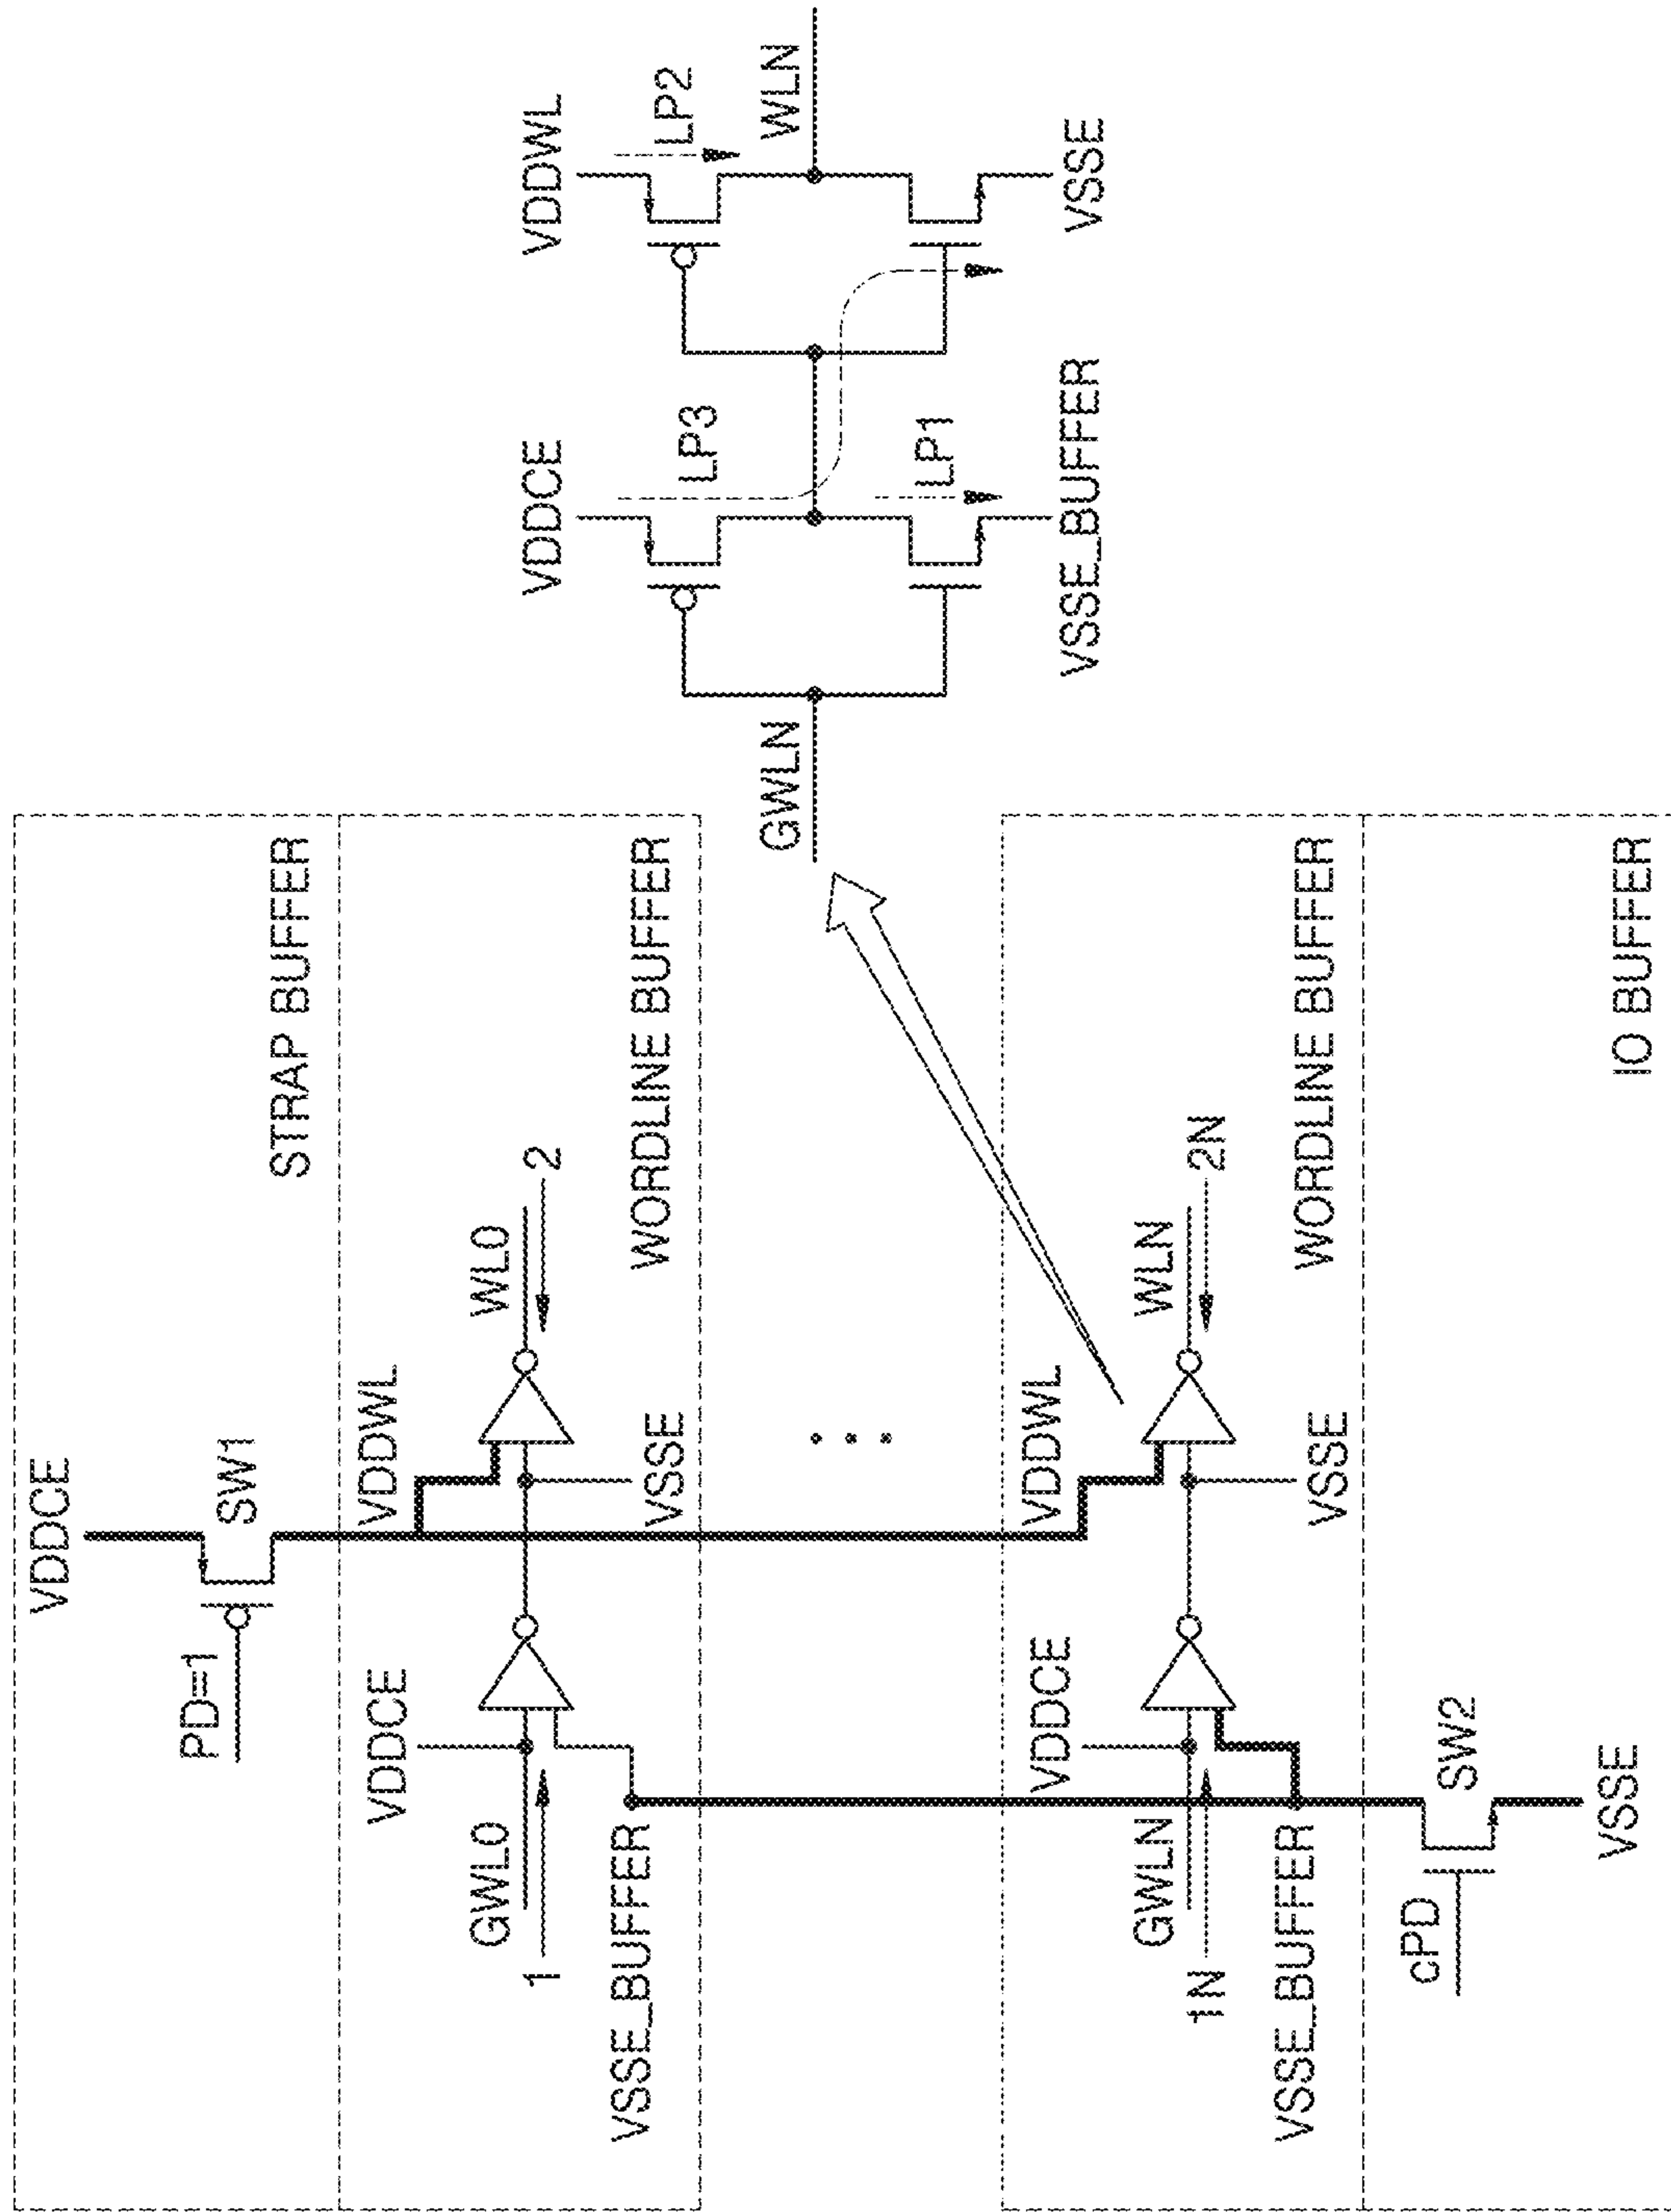 VDDCE
PD=1
SW1
STRAP BUFFER
VDDCE
VDDWL
GWL0
WL0
1
2
VSSE_BUFFER
VSSE
WORDLINE BUFFER
VDDCE
VDDWL
GWLN
WLN
1N
2N
VSSE_BUFFER
VSSE
WORDLINE BUFFER
cPD
SW2
VSSE
IO BUFFER
VDDCE
VDDWL
LP3
LP2
GWLN
WLN
LP1
VSSE_BUFFER
VSSE